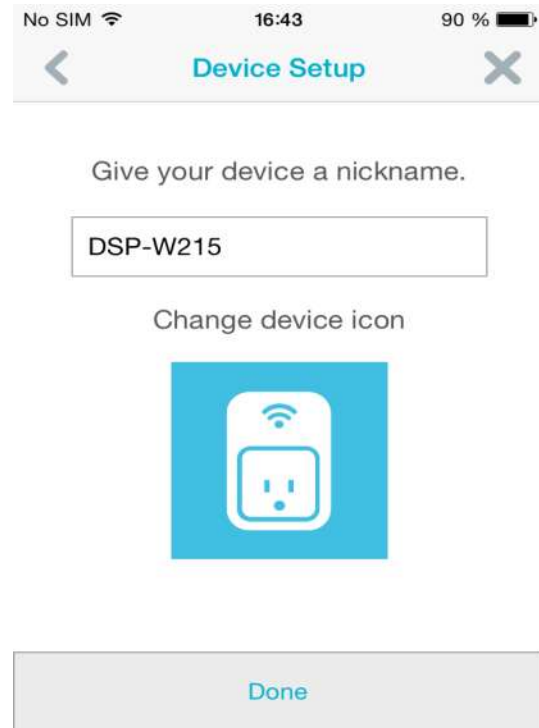 No SIM 16:43 90 %
Device Setup
Give your device a nickname.
DSP-W215
Change device icon
Done